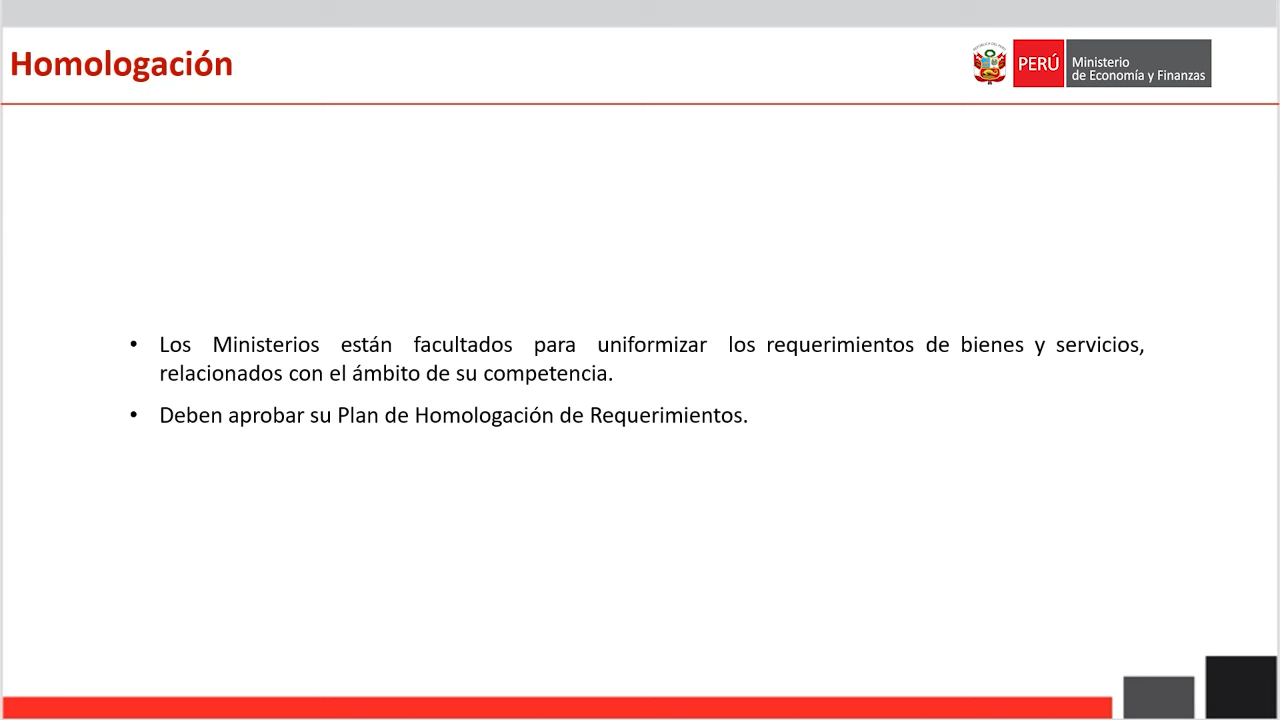 Homologación
PERÚ
Ministerio
de Economía y Finanzas
• Los Ministerios están facultados para uniformizar los requerimientos de bienes y servicios,
relacionados con el ámbito de su competencia.
• Deben aprobar su Plan de Homologación de Requerimientos.